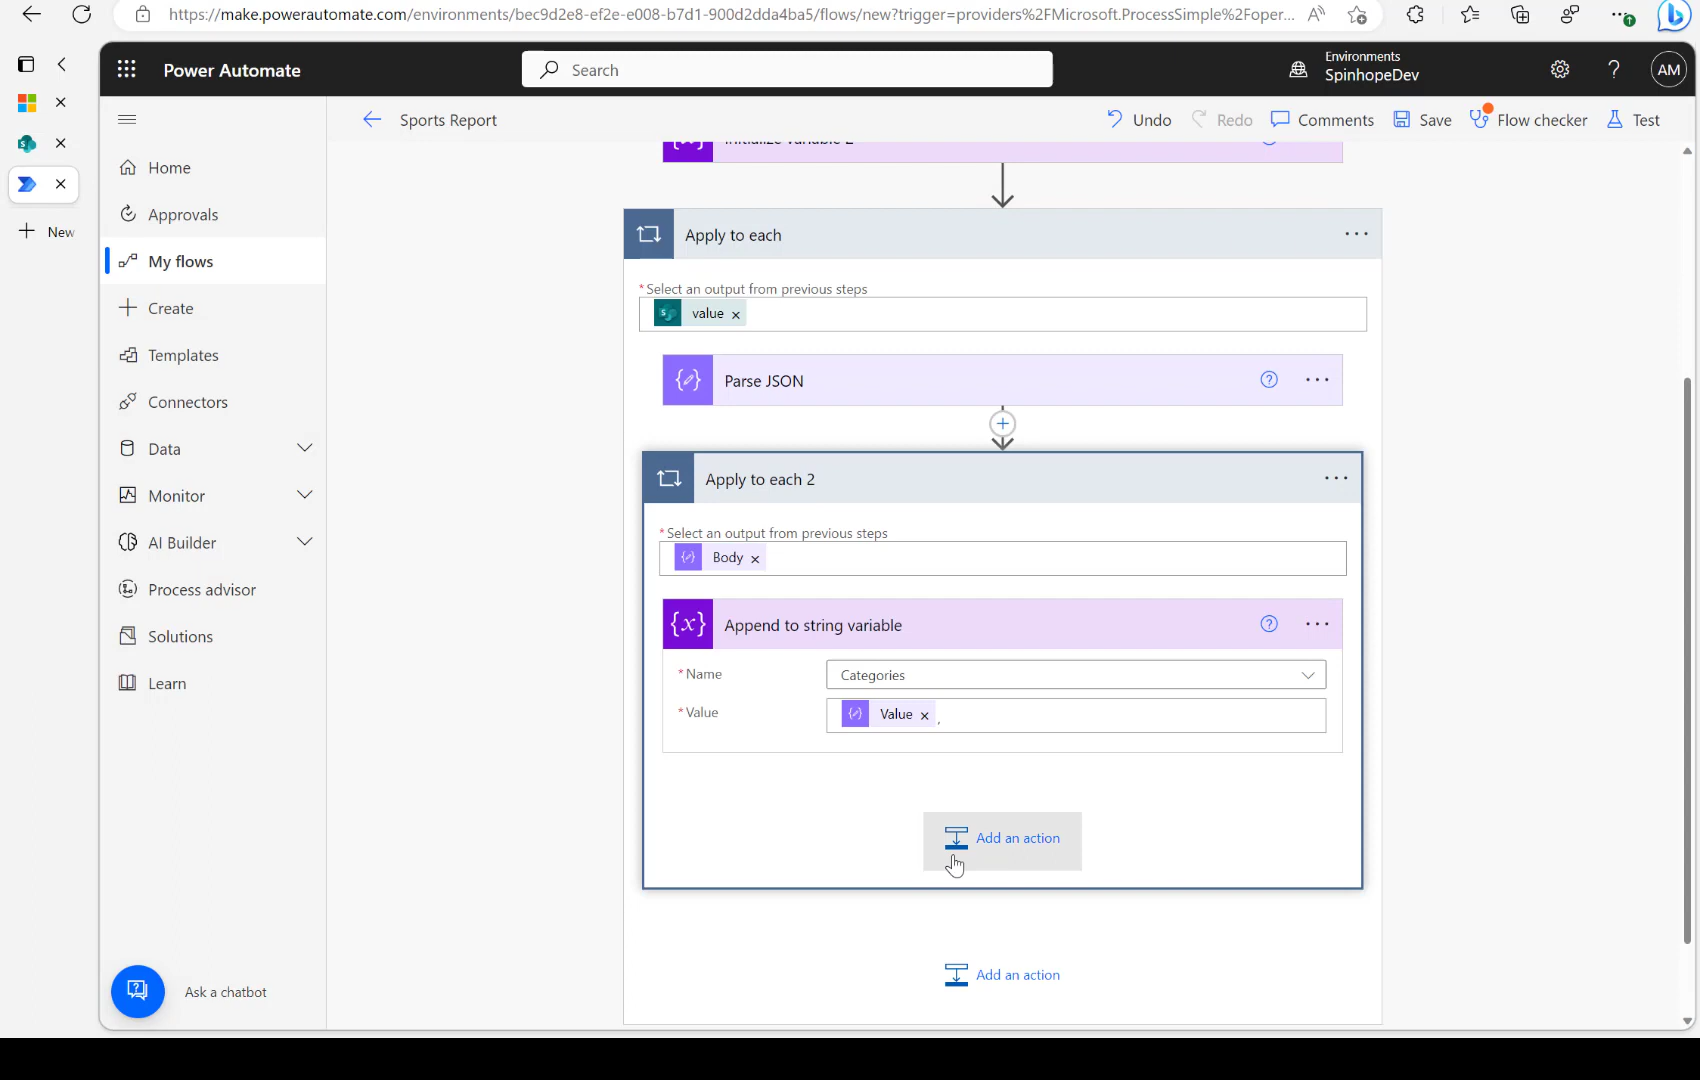 https://make.powerautomate.com/environments/bec9d2e8-ef2e-e008-b7d1-900d2dda4ba5/flows/new?trigger=providers%2FMicrosoft.ProcessSimple%2Foper...
Power Automate
Search
Environments
SpinhopeDev
AM
New
Sports Report
Undo
Redo
Comments
Save
Flow checker
Test
Home
Approvals
My flows
Create
Templates
Connectors
Data
Monitor
AI Builder
Process advisor
Solutions
Learn
Ask a chatbot
Initialize variable 2
Apply to each
* Select an output from previous steps
value ×
Parse JSON
Apply to each 2
* Select an output from previous steps
Body ×
{x} Append to string variable
* Name
Categories
* Value
Value × ,
Add an action
Add an action